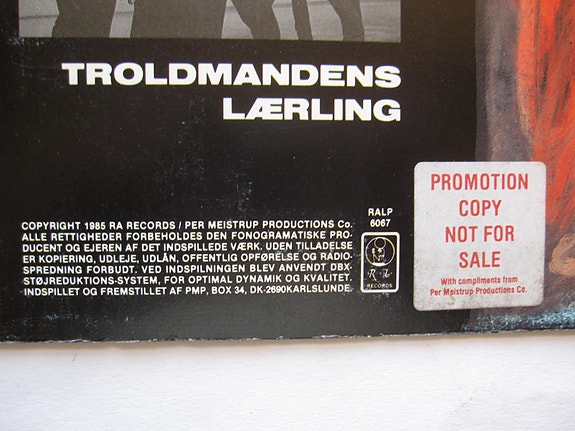 TROLDMANDENS
LÆRLING
COPYRIGHT 1985 RA RECORDS / PER MEISTRUP PRODUCTIONS Co.
ALLE RETTIGHEDER FORBEHOLDES DEN FONOGRAMATISKE PRO-
DUCENT OG EJEREN AF DET INDSPILLEDE VÆRK. UDEN TILLADELSE
ER KOPIERING, UDLEJE, UDLÅN, OFFENTLIG OPFØRELSE OG RADIO-
SPREDNING FORBUDT. VED INDSPILNINGEN BLEV ANVENDT DBX-
STØJREDUKTIONS-SYSTEM, FOR OPTIMAL DYNAMIK OG KVALITET.
INDSPILLET OG FREMSTILLET AF PMP, BOX 34, DK-2690KARLSLUNDE.
RALP
6067
RECORDS
PROMOTION
COPY
NOT FOR
SALE
With compliments from
Per Meistrup Productions Co.